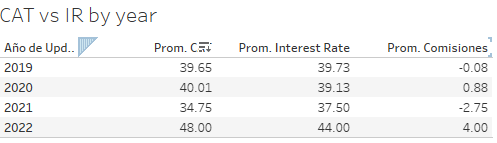 CAT vs IR by year
Año de Upd.. Prom. C.. Prom. Interest Rate Prom. Comisiones
2019 39.65 39.73 -0.08
2020 40.01 39.13 0.88
2021 34.75 37.50 -2.75
2022 48.00 44.00 4.00